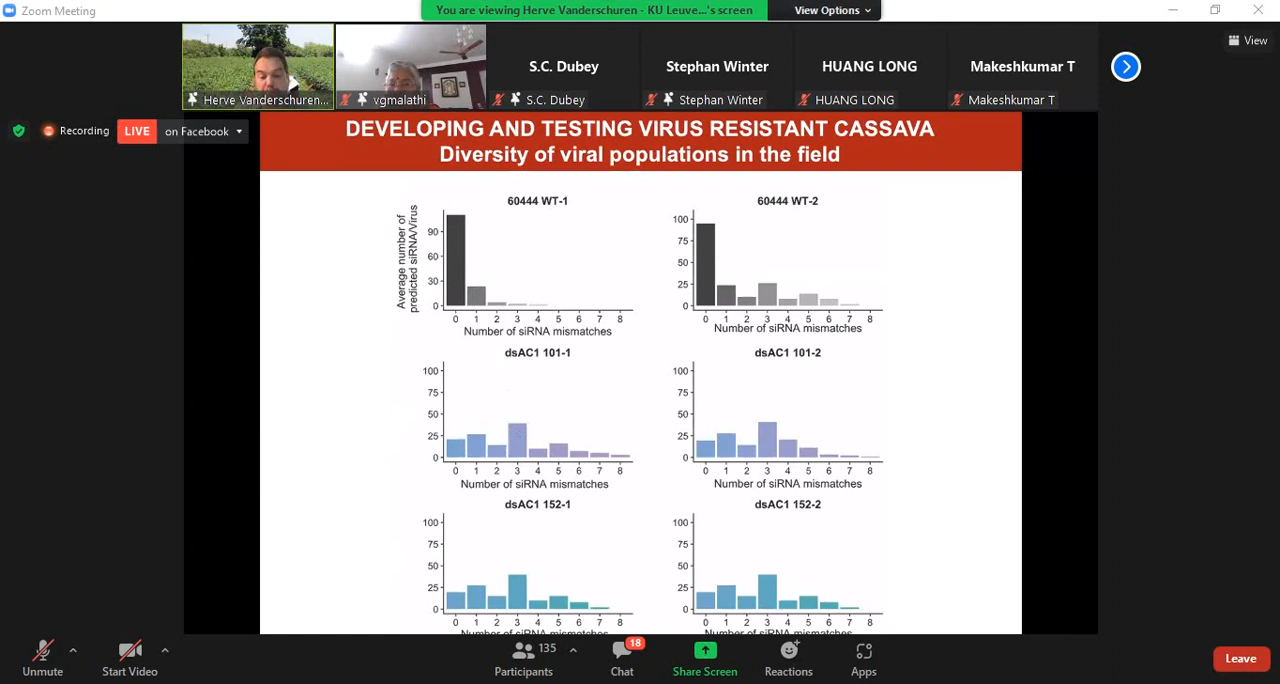 Zoom Meeting
You are viewing Herve Vanderschuren - KU Leuve...'s screen
View Options
View
Herve Vanderschuren...
vgmalathi
S.C. Dubey
S.C. Dubey
Stephan Winter
Stephan Winter
HUANG LONG
HUANG LONG
Makeshkumar T
Makeshkumar T
Recording
LIVE
on Facebook
DEVELOPING AND TESTING VIRUS RESISTANT CASSAVA
Diversity of viral populations in the field
60444 WT-1
Average number of
predicted siRNA/Virus
90
60
30
0
0 1 2 3 4 5 6 7 8
Number of siRNA mismatches
60444 WT-2
100
75
50
25
0
0 1 2 3 4 5 6 7 8
Number of siRNA mismatches
dsAC1 101-1
100
75
50
25
0
0 1 2 3 4 5 6 7 8
Number of siRNA mismatches
dsAC1 101-2
100
75
50
25
0
0 1 2 3 4 5 6 7 8
Number of siRNA mismatches
dsAC1 152-1
100
75
50
25
0
0 1 2 3 4 5 6 7 8
Number of siRNA mismatches
dsAC1 152-2
100
75
50
25
0
0 1 2 3 4 5 6 7 8
Number of siRNA mismatches
Unmute
Start Video
135
Participants
18
Chat
Share Screen
Reactions
Apps
Leave